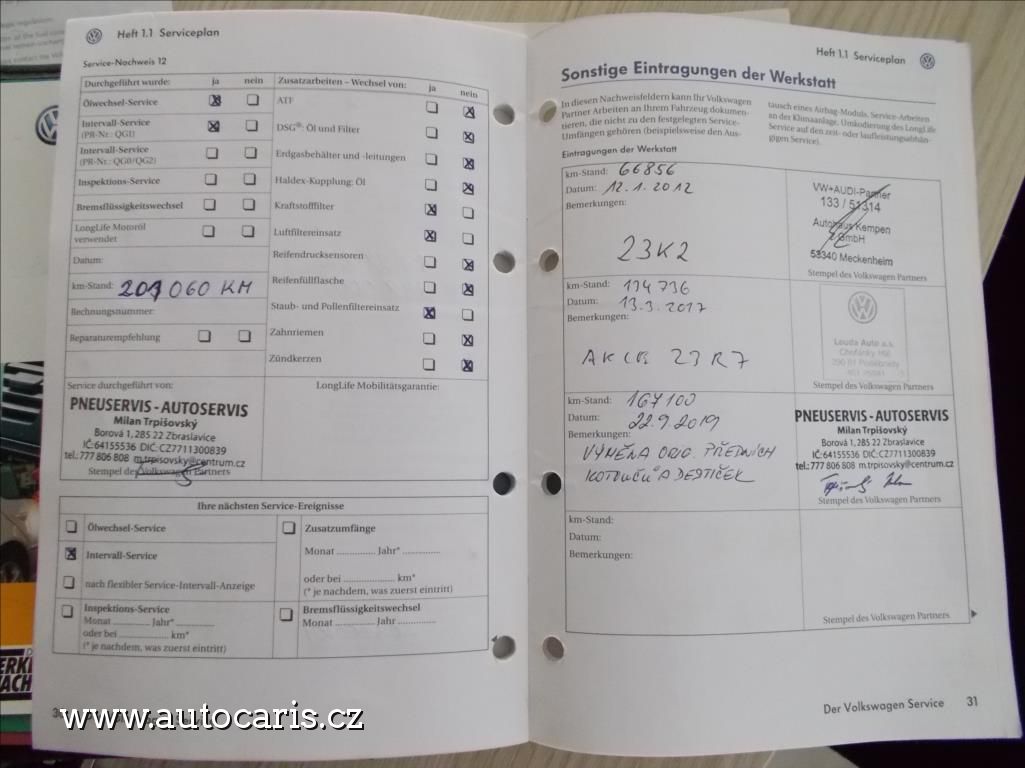 Heft 1.1 Serviceplan
Service-Nachweis 12
Durchgeführt wurde: ja nein
Ölwechsel-Service
Intervall-Service
(PR-Nr.: QG1)
Intervall-Service
(PR-Nr.: QG0/QG2)
Inspektions-Service
Bremsflüssigkeitswechsel
LongLife Motoröl
verwendet
Datum:
km-Stand: 201060 KM
Rechnungsnummer:
Reparaturempfehlung
Zusatzarbeiten – Wechsel von: ja nein
ATF
DSG®: Öl und Filter
Erdgasbehälter und -leitungen
Haldex-Kupplung: Öl
Kraftstofffilter
Luftfiltereinsatz
Reifendrucksensoren
Reifenfüllflasche
Staub- und Pollenfiltereinsatz
Zahnriemen
Zündkerzen
Service durchgeführt von:
PNEUSERVIS - AUTOSERVIS
Milan Trpišovský
Borová 1, 285 22 Zbraslavice
IČ:64155536 DIČ:CZ7711300839
tel.: 777 806 808 m.trpisovsky@centrum.cz
Stempel des Volkswagen Partners
LongLife Mobilitätsgarantie:
Ihre nächsten Service-Ereignisse
Ölwechsel-Service
Intervall-Service
nach flexibler Service-Intervall-Anzeige
Inspektions-Service
Monat .............. Jahr* ..............
oder bei .................. km*
(* je nachdem, was zuerst eintritt)
Zusatzumfänge
Monat .............. Jahr* ..............
oder bei .................. km*
(* je nachdem, was zuerst eintritt)
Bremsflüssigkeitswechsel
Monat .............. Jahr ..............
Heft 1.1 Serviceplan
Sonstige Eintragungen der Werkstatt
In diesen Nachweisfeldern kann Ihr Volkswagen
Partner Arbeiten an Ihrem Fahrzeug dokumen-
tieren, die nicht zu den festgelegten Service-
Umfängen gehören (beispielsweise den Aus-
tausch eines Airbag-Moduls, Service-Arbeiten
an der Klimaanlage, Umkodierung des LongLife
Service auf den zeit- oder laufleistungsabhän-
gigen Service).
Eintragungen der Werkstatt
km-Stand: 66856
Datum: 12.1.2012
Bemerkungen:
23K2
VW+AUDI-Partner
133 / 51314
Autohaus Kempen
GmbH
53340 Meckenheim
Stempel des Volkswagen Partners
km-Stand: 134736
Datum: 13.3.2017
Bemerkungen:
AKCE 23R7
Louda Auto a.s.
Choťánky
290 01 Poděbrady
Stempel des Volkswagen Partners
km-Stand: 167100
Datum: 22.9.2019
Bemerkungen:
VÝMĚNA ORIG. PŘEDNÍCH
KOTOUČŮ A DESTIČEK
PNEUSERVIS - AUTOSERVIS
Milan Trpišovský
Borová 1, 285 22 Zbraslavice
IČ:64155536 DIČ:CZ7711300839
tel.: 777 806 808 m.trpisovsky@centrum.cz
Stempel des Volkswagen Partners
km-Stand:
Datum:
Bemerkungen:
Stempel des Volkswagen Partners
Der Volkswagen Service 31
www.autocaris.cz